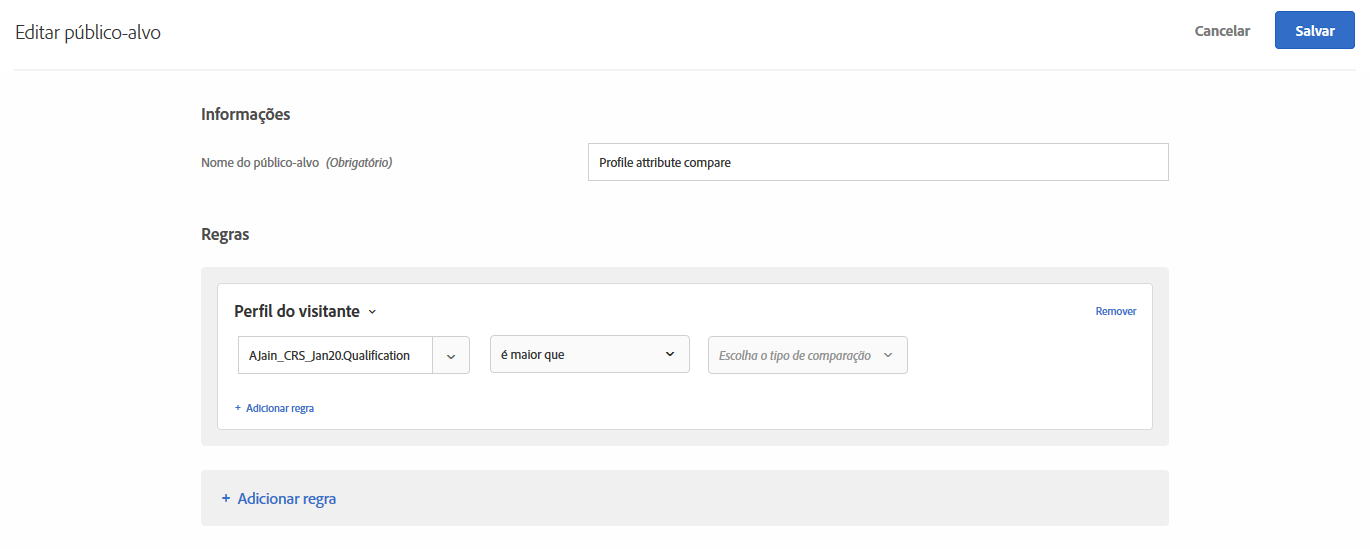 Editar público-alvo
Cancelar
Salvar
Informações
Nome do público-alvo (Obrigatório)
Profile attribute compare
Regras
Perfil do visitante
Remover
AJain_CRS_Jan20.Qualification
é maior que
Escolha o tipo de comparação
+ Adicionar regra
+ Adicionar regra